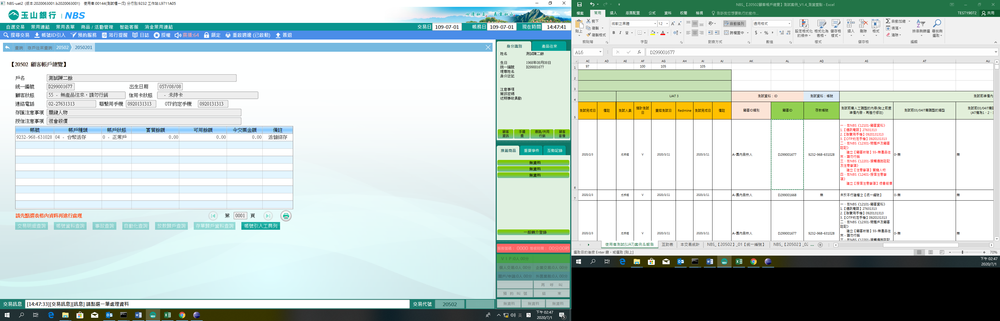 NBS-uat2 (版本:2020063001.b2020063001) 使用者:00144(測試櫃一戊) 分行別:9232 工作站:L9711A05
玉山銀行 | NBS
心清如玉, 義重如山。
自選交易 常用連結 常用表單 商品 / 活動管理 智能客服 消金常用連結
交易日 109-07-01 帳務日 109-07-01 現在時間 14:47:41
搜尋交易 帳號ID引入 預約服務 蒞行提醒 日誌 授權 廣播:64 鎖定 重啟週邊 (已啟動) 簽退
查詢 存戶往來查詢 20502 2050201
【20502 顧客帳戶總覽】
戶名 測試陳二餘
統一編號 D299001677 出生日期 057/08/08
顧客狀態 55 - 無產品往來，請勿行銷 信用卡狀態 - 未持卡
連絡電話 02-27631313 聯繫用手機 0920131313 OTP約定手機 0920131313
存匯注意事項 關鍵人物
授信注意事項 很會殺價
帳號 帳戶種類 帳戶狀態 實質餘額 可用餘額 今交票金額 備註
9232-968-631028 04 - 台幣活存 0 - 正常戶 0.00 0.00 0.00 活儲綜存
請先點選表格內資料再進行處理
第 0001 頁
交易明細查詢 帳號資料查詢 事故查詢 自動化查詢 放款歸戶查詢 存單歸戶資料查詢 帳號引入工具列
交易訊息 [14:47:33][交易訊息][訊息] 請點選一筆處理資料
交易代號 20502
身分識別 產品往來
姓名 測試陳二餘
生日 1968年08月08日
統一編號 D299001677
理專姓名
身分註記
注意事項
簡訊密碼
近期事故異動
顧客資訊 手續費 通路/共同行銷 顧客影像
推薦商品 重要事件 互動記錄
無資料
無資料
無資料
一般轉介登錄
服務號碼： 0000 等候時間： 00分00秒
V I P:0人 00分
個人交易:0人 00分 企業交易:0人 00分
開戶/申請:0人 00分 外匯業務:0人 00分
再 呼 叫
預 約 叫 號 結 束
無資料 無資料 無資料
英
下午 02:47
2020/7/1
5
NBS_【20502顧客帳戶總覽】測試案例_V1.4_測資盤點 - Excel
檔案 常用 插入 版面配置 公式 資料 校閱 檢視 告訴我您想要執行的動作...
TEST19072 共用
貼上 剪下 複製 複製格式
剪貼簿
微軟正黑體 12
B I U
字型
自動換列
跨欄置中
對齊方式
通用格式
$ % ,
數值
設定格式化的條件 格式化為表格 儲存格樣式
樣式
插入 刪除 格式
儲存格
自動加總 填滿 清除 排序與篩選 尋找與選取
編輯
AL6 fx D299001677
AC AD AE AF AG AH AI AJ AK AL AQ AS AT AU
1 97 100 105 105
2
3
4 UAT 3 測試資料：ID 測試資料：帳號 測試前準備內
5 測試完成日 備註 測試人員 預計測試日 實際測試日 Redmine 測試完成日 備註 顧客ID類別 顧客ID 存款帳號 測試前需人工調整的內容(貼上前置準備內容，再進行修改) 測試前03/04IT需調整的類型
6 2020/2/3 V 2020/3/11 2020/3/11 A-國內自然人 D299001677 9232-968-631028
一、在NBS《12101-顧客資料》
1.【通訊電話】27631313
2.【聯繫用手機】0920131313
3.【OTP約定手機】0920131313
二、在NBS《12301-問題戶及顧客註記》
建立【顧客狀態】55-無產品往來，請勿行銷
三、在NBS《12201-接觸通路註記及注意事項》
建立【注意事項】關鍵人物
四、在NBS《12401-授信注意事項》
建立【授信注意事項】很會殺價
0-無 無
7 2020/2/3 V 2020/3/11 2020/3/11 A-國內自然人 D299001668 無 未於本行建檔之【統一編號】 0-無 無
2020/2/3 V 2020/3/11 2020/3/11 A-國內自然人 D299001677 9232-968-631028
一、在NBS《12101-顧客資料》
1.【通訊電話】27631313
2.【聯繫用手機】0920131313
3.【OTP約定手機】0920131313
二、在NBS《12301-問題戶及顧客註記》
建立【顧客狀態】55-無產品往來，請勿行銷
三、在NBS《12201-接觸通路註記
0-無 無
使用者測試(UAT)案例＆報告 互助表 本交易統計 NBS_【20502】_01【統一編號】 NBS_【20502】_02 ...
選取目的後按 Enter 鍵，或選取 [貼上]
70%
下午 02:47
2020/7/1